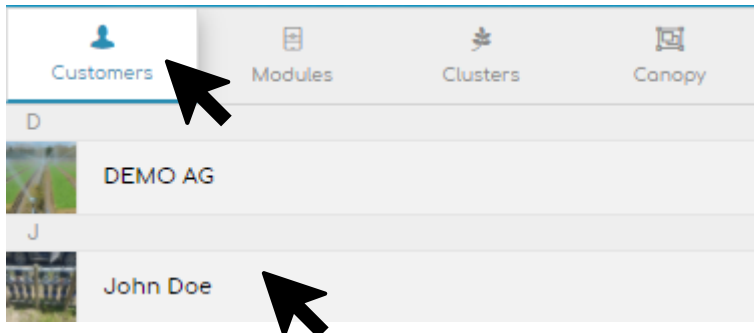 Customers Modules Clusters Canopy
D
DEMO AG
J
John Doe